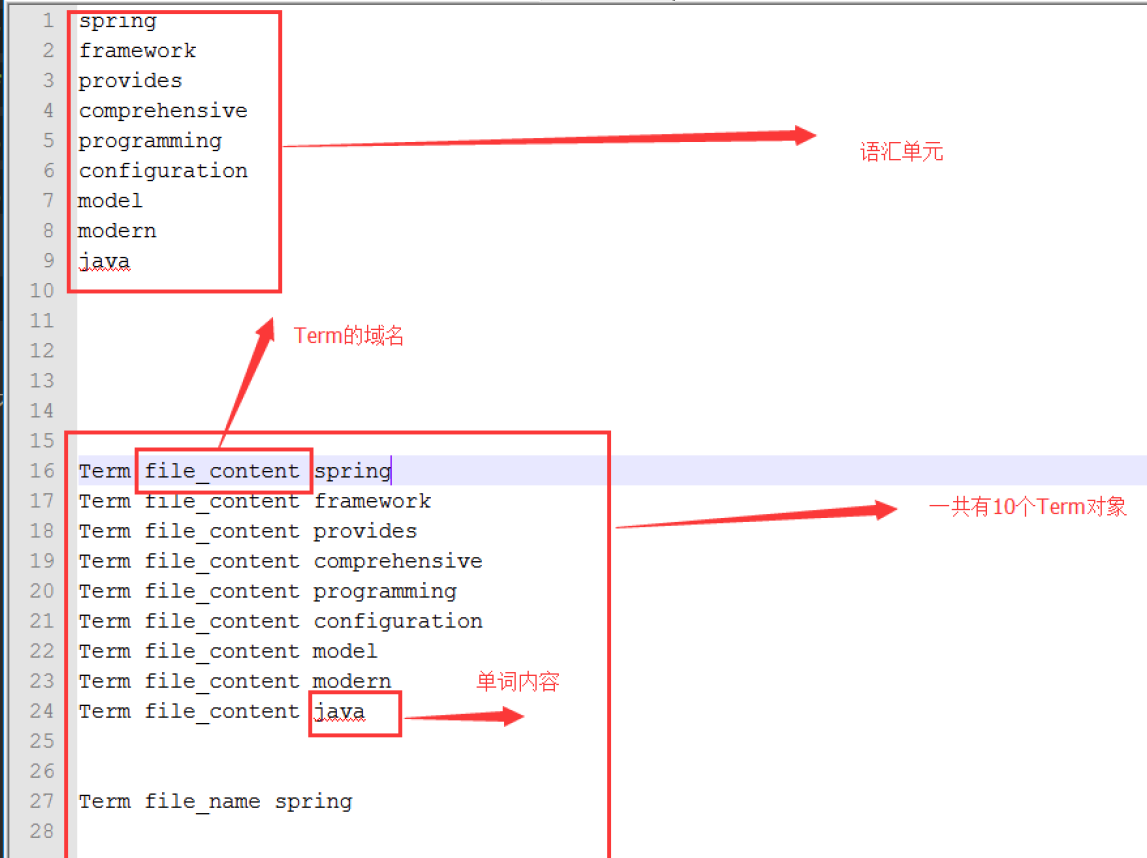 1 spring
2 framework
3 provides
4 comprehensive
5 programming
语汇单元
6 configuration
7 model
8 modern
9 java
10
11
Term的域名
12
13
14
15
16 Term file_content spring
17 Term file_content framework
一共有10个Term对象
18 Term file_content provides
19 Term file_content comprehensive
20 Term file_content programming
21 Term file_content configuration
22 Term file_content model
23 Term file_content modern
单词内容
24 Term file_content java
25
26
27 Term file_name spring
28